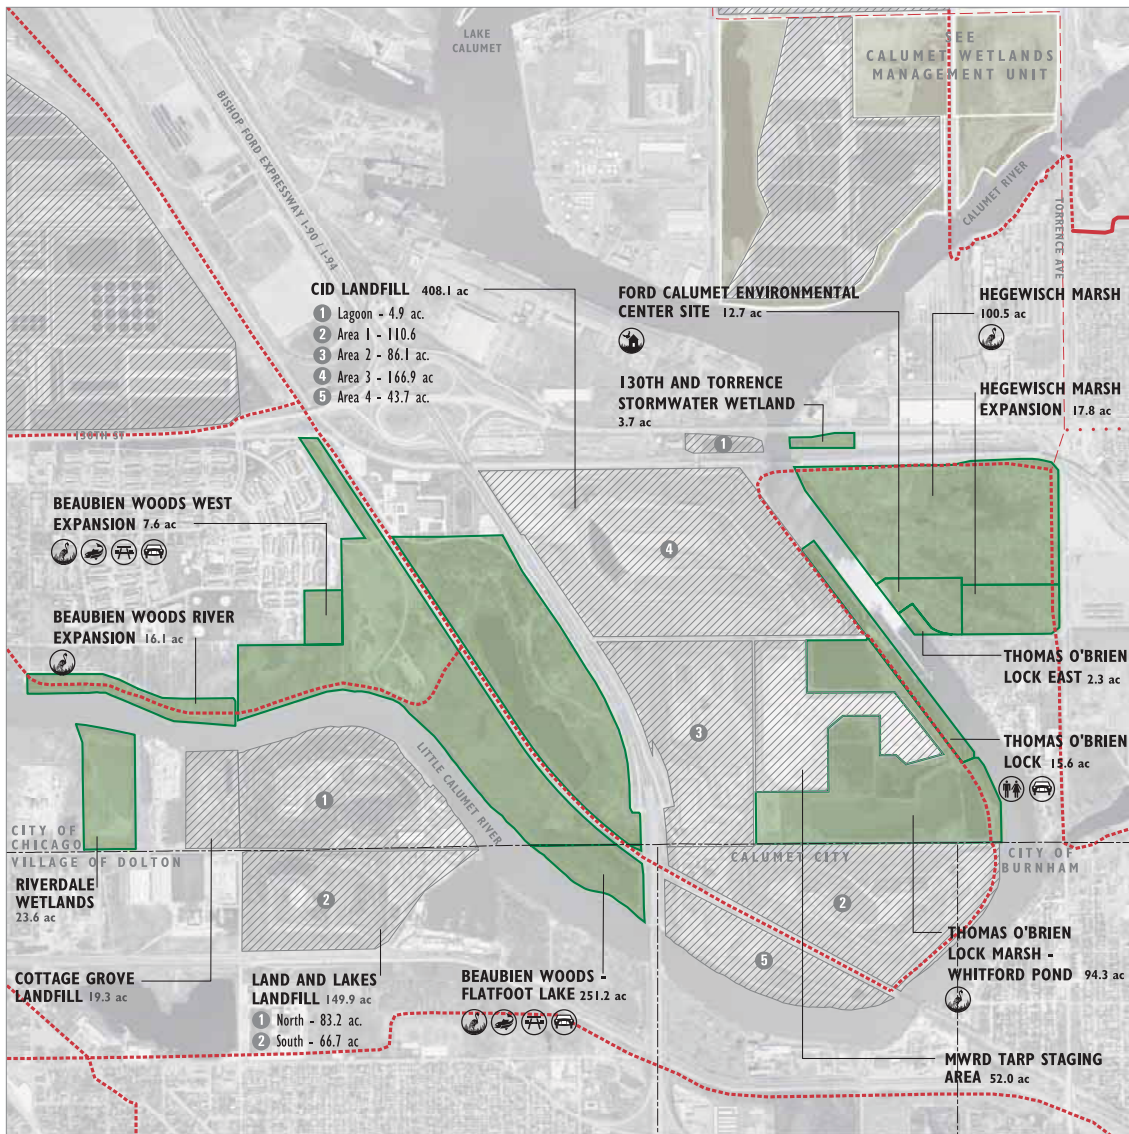 LAKE
CALUMET
SEE
CALUMET WETLANDS
MANAGEMENT UNIT
BISHOP FORD EXPRESSWAY I-90 / I-94
CALUMET RIVER
TORRENCE AVE
CID LANDFILL 408.1 ac
1 Lagoon - 4.9 ac.
2 Area 1 - 110.6
3 Area 2 - 86.1 ac.
4 Area 3 - 166.9 ac
5 Area 4 - 43.7 ac.
FORD CALUMET ENVIRONMENTAL
CENTER SITE 12.7 ac
HEGEWISCH MARSH
100.5 ac
130TH AND TORRENCE
STORMWATER WETLAND
3.7 ac
HEGEWISCH MARSH
EXPANSION 17.8 ac
130TH ST
1
BEAUBIEN WOODS WEST
EXPANSION 7.6 ac
4
BEAUBIEN WOODS RIVER
EXPANSION 16.1 ac
THOMAS O'BRIEN
LOCK EAST 2.3 ac
3
THOMAS O'BRIEN
LOCK 15.6 ac
LITTLE CALUMET RIVER
1
CITY OF
CHICAGO
VILLAGE OF DOLTON
CALUMET CITY
CITY OF
BURNHAM
RIVERDALE
WETLANDS
23.6 ac
2
2
THOMAS O'BRIEN
LOCK MARSH -
WHITFORD POND 94.3 ac
5
COTTAGE GROVE
LANDFILL 19.3 ac
LAND AND LAKES
LANDFILL 149.9 ac
1 North - 83.2 ac.
2 South - 66.7 ac
BEAUBIEN WOODS -
FLATFOOT LAKE 251.2 ac
MWRD TARP STAGING
AREA 52.0 ac